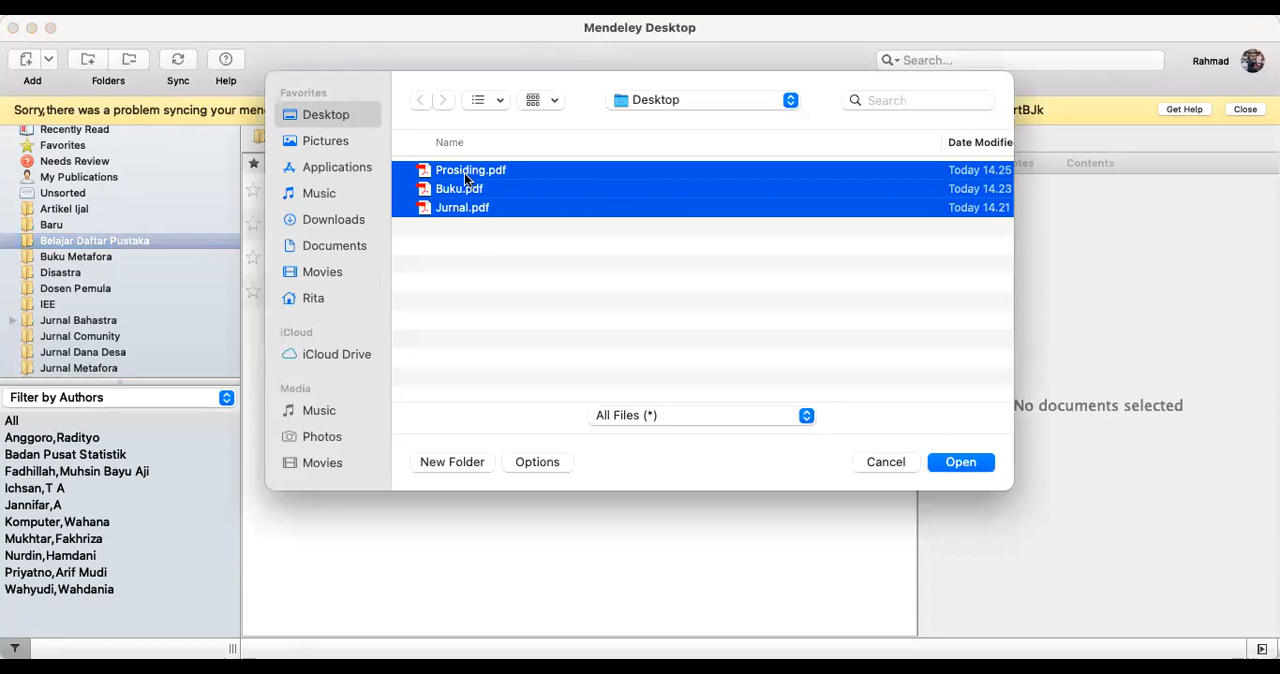 Mendeley Desktop
Search...
Rahmad
Add
Folders
Sync
Help
Sorry,there was a problem syncing your men
rtBJk
Get Help
Close
Recently Read
Favorites
Needs Review
My Publications
Unsorted
Artikel Ijal
Baru
Belajar Daftar Pustaka
Buku Metafora
Disastra
Dosen Pemula
IEE
Jurnal Bahastra
Jurnal Comunity
Jurnal Dana Desa
Jurnal Metafora
Filter by Authors
All
Anggoro,Radityo
Badan Pusat Statistik
Fadhillah,Muhsin Bayu Aji
Ichsan,T A
Jannifar,A
Komputer,Wahana
Mukhtar,Fakhriza
Nurdin,Hamdani
Priyatno,Arif Mudi
Wahyudi,Wahdania
Favorites
Desktop
Pictures
Applications
Music
Downloads
Documents
Movies
Rita
iCloud
iCloud Drive
Media
Music
Photos
Movies
Desktop
Search
Name
Date Modifie
Prosiding.pdf
Today 14.25
Buku.pdf
Today 14.23
Jurnal.pdf
Today 14.21
All Files (*)
New Folder
Options
Cancel
Open
otes
Contents
No documents selected